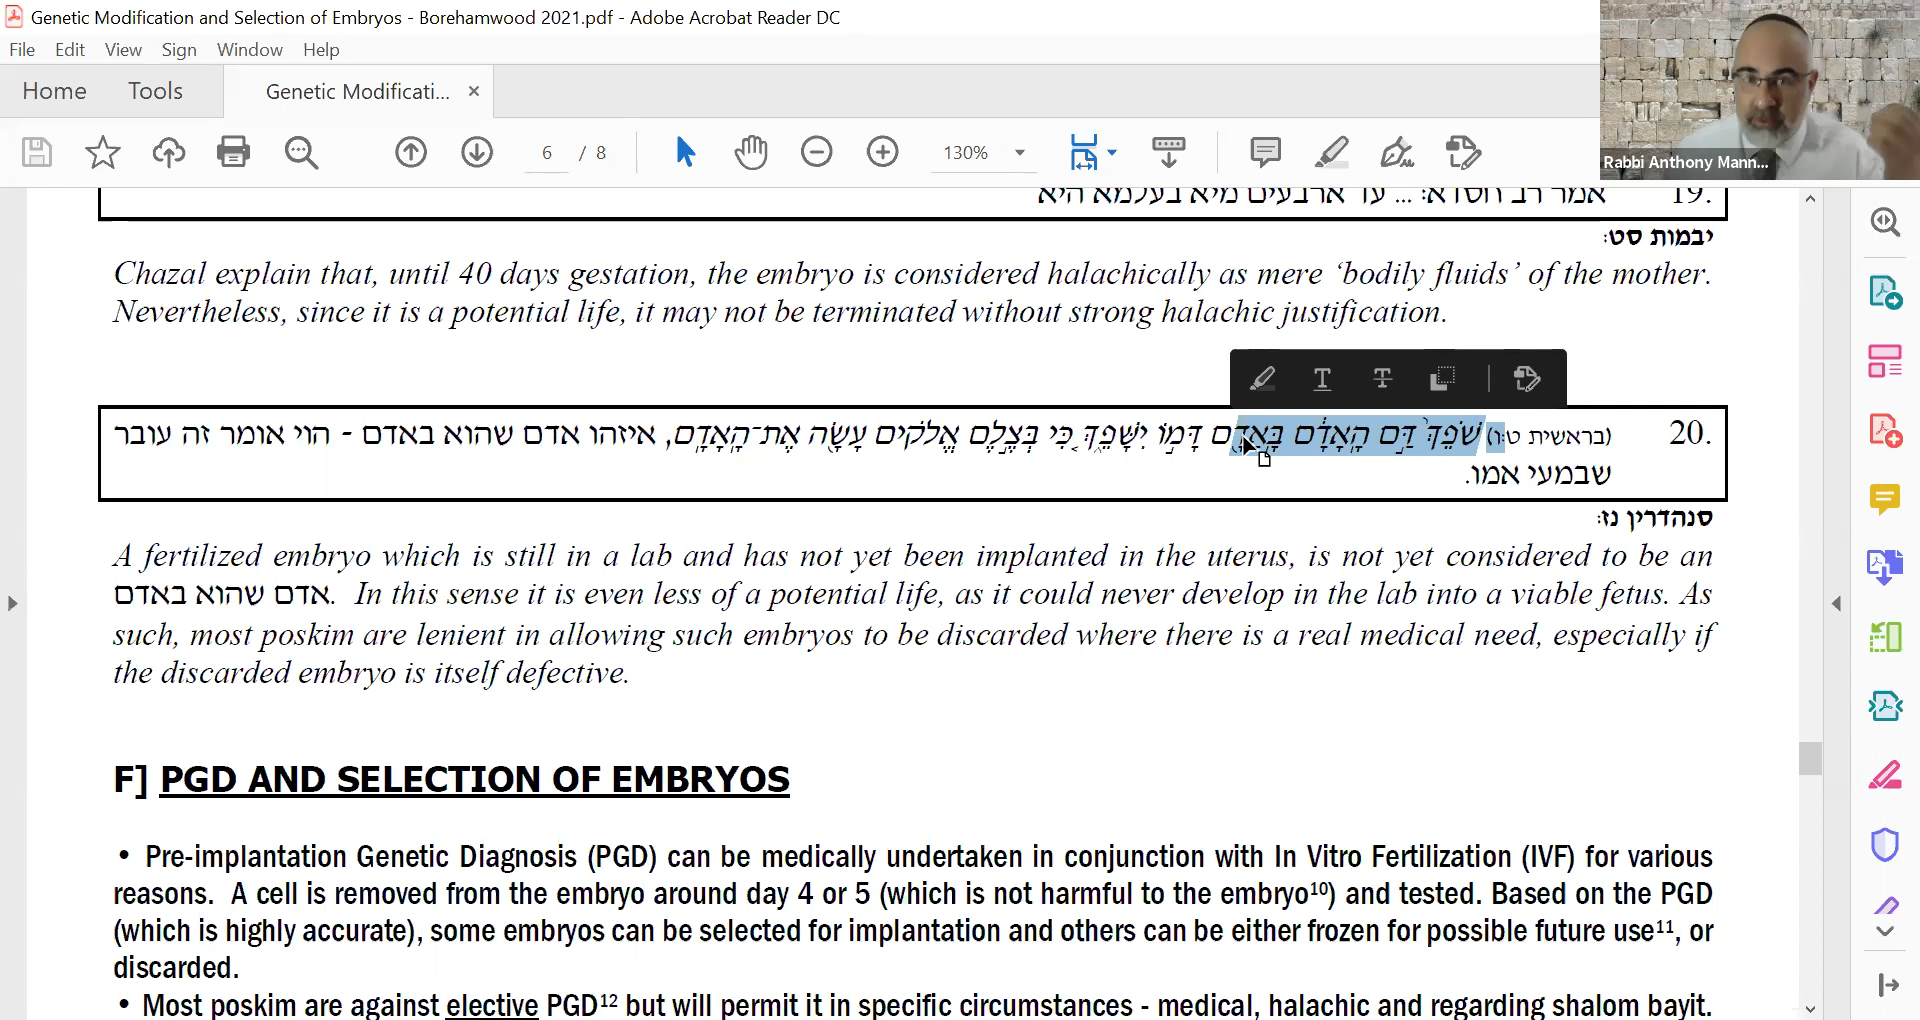 Genetic Modification and Selection of Embryos - Borehamwood 2021.pdf - Adobe Acrobat Reader DC
File Edit View Sign Window Help
Home Tools Genetic Modificati... ×
6 / 8 130%
Rabbi Anthony Mann...
19. אמר רב חסדא: ... עד ארבעים מיא בעלמא היא
יבמות סט:
Chazal explain that, until 40 days gestation, the embryo is considered halachically as mere ‘bodily fluids’ of the mother.
Nevertheless, since it is a potential life, it may not be terminated without strong halachic justification.
20. (בראשית ט:ו) שֹׁפֵךְ֙ דַּ֣ם הָֽאָדָ֔ם בָּֽאָדָ֖ם דָּמ֣וֹ יִשָּׁפֵ֑ךְ כִּ֚י בְּצֶ֣לֶם אֱלֹקִ֔ים עָשָׂ֖ה אֶת־הָאָדָֽם, איזהו אדם שהוא באדם - הוי אומר זה עובר
שבמעי אמו.
סנהדרין נז:
A fertilized embryo which is still in a lab and has not yet been implanted in the uterus, is not yet considered to be an
אדם שהוא באדם. In this sense it is even less of a potential life, as it could never develop in the lab into a viable fetus. As
such, most poskim are lenient in allowing such embryos to be discarded where there is a real medical need, especially if
the discarded embryo is itself defective.
F] PGD AND SELECTION OF EMBRYOS
• Pre-implantation Genetic Diagnosis (PGD) can be medically undertaken in conjunction with In Vitro Fertilization (IVF) for various
reasons. A cell is removed from the embryo around day 4 or 5 (which is not harmful to the embryo¹⁰) and tested. Based on the PGD
(which is highly accurate), some embryos can be selected for implantation and others can be either frozen for possible future use¹¹, or
discarded.
• Most poskim are against elective PGD¹² but will permit it in specific circumstances - medical, halachic and regarding shalom bayit.